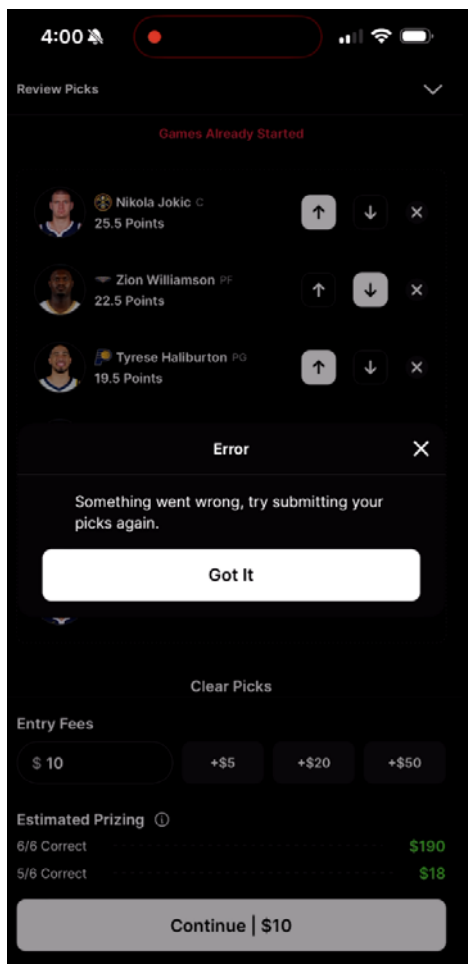 4:00
Review Picks
Games Already Started
Nikola Jokic C
25.5 Points
Zion Williamson PF
22.5 Points
Tyrese Haliburton PG
19.5 Points
Error
Something went wrong, try submitting your
picks again.
Got It
Clear Picks
Entry Fees
$ 10
+$5
+$20
+$50
Estimated Prizing
6/6 Correct
$190
5/6 Correct
$18
Continue | $10